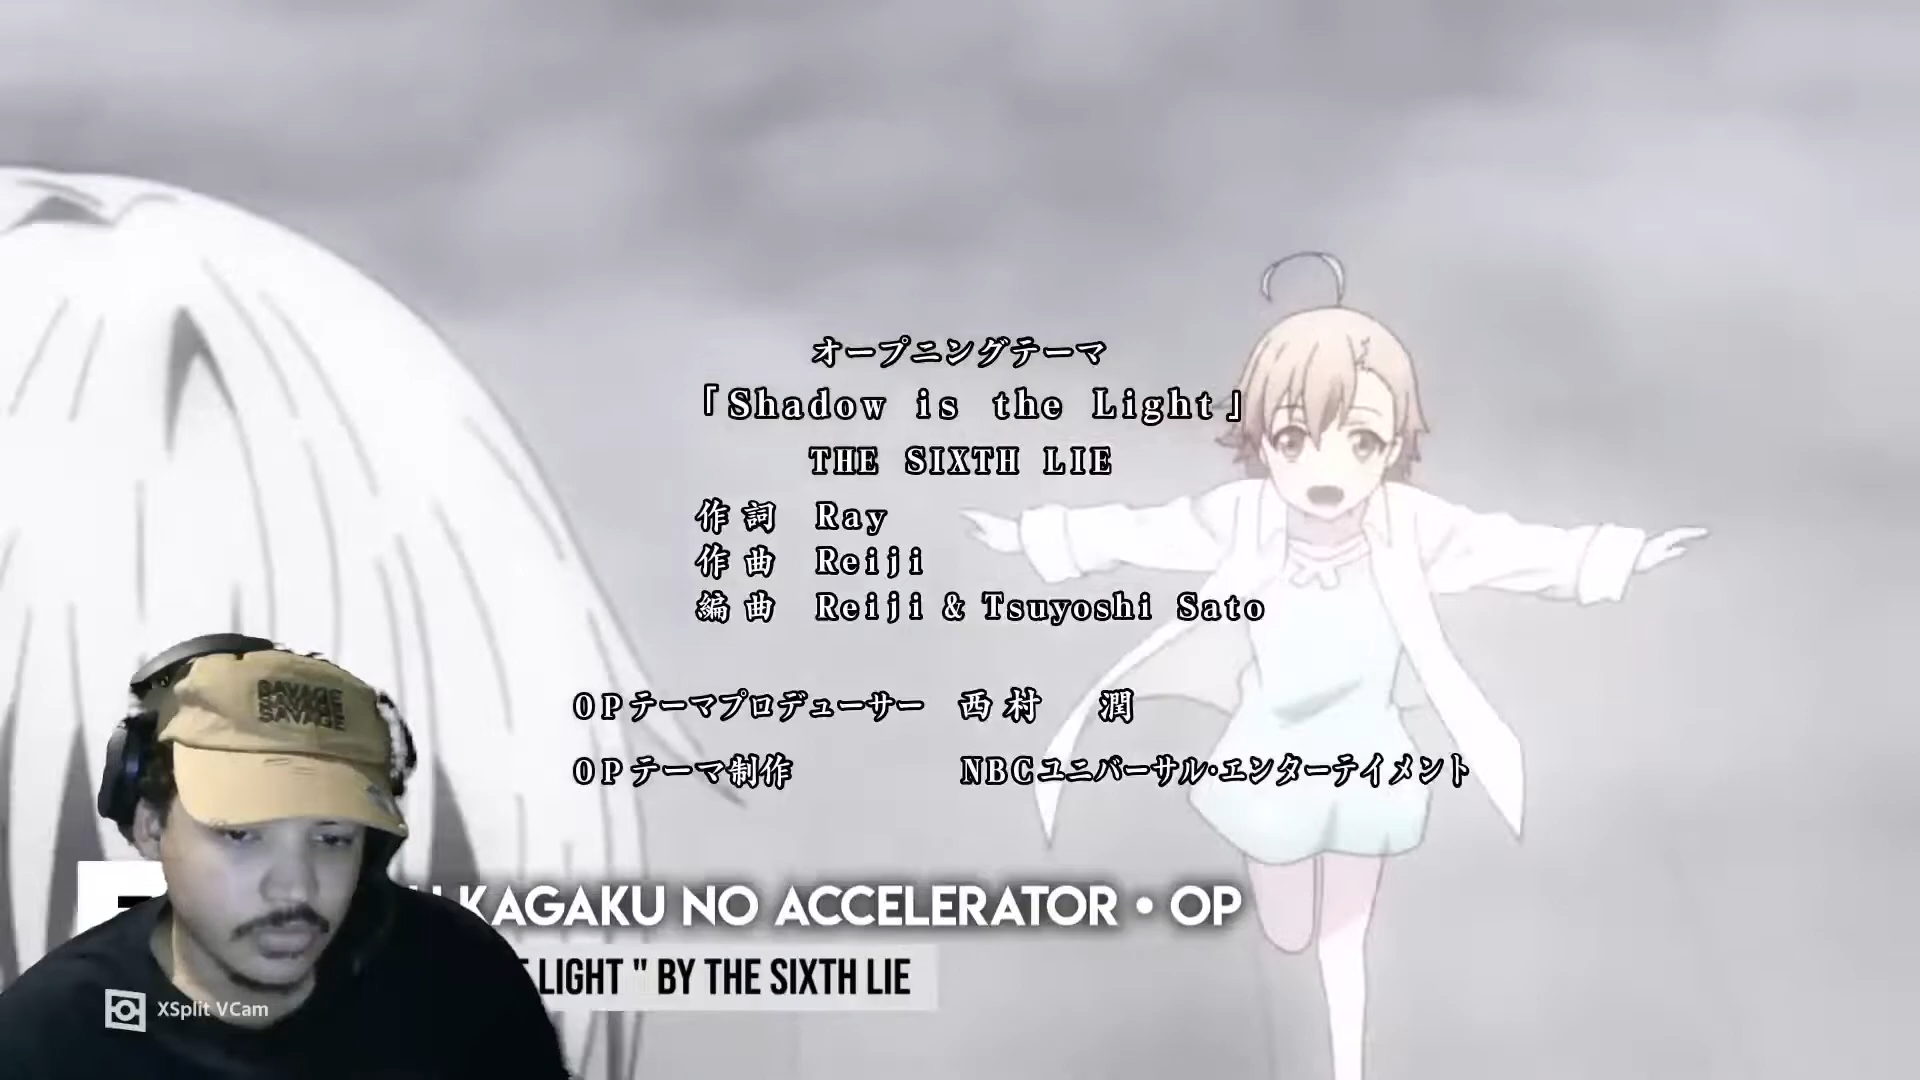 オープニングテーマ
「Shadow is the Light」
THE SIXTH LIE
作詞 Ray
作曲 Reiji
編曲 Reiji & Tsuyoshi Sato
OPテーマプロデューサー 西村 潤
OPテーマ制作 NBCユニバーサル・エンターテイメント
SAVAGE
SAVAGE
SAVAGE
KAGAKU NO ACCELERATOR • OP
LIGHT " BY THE SIXTH LIE
XSplit VCam